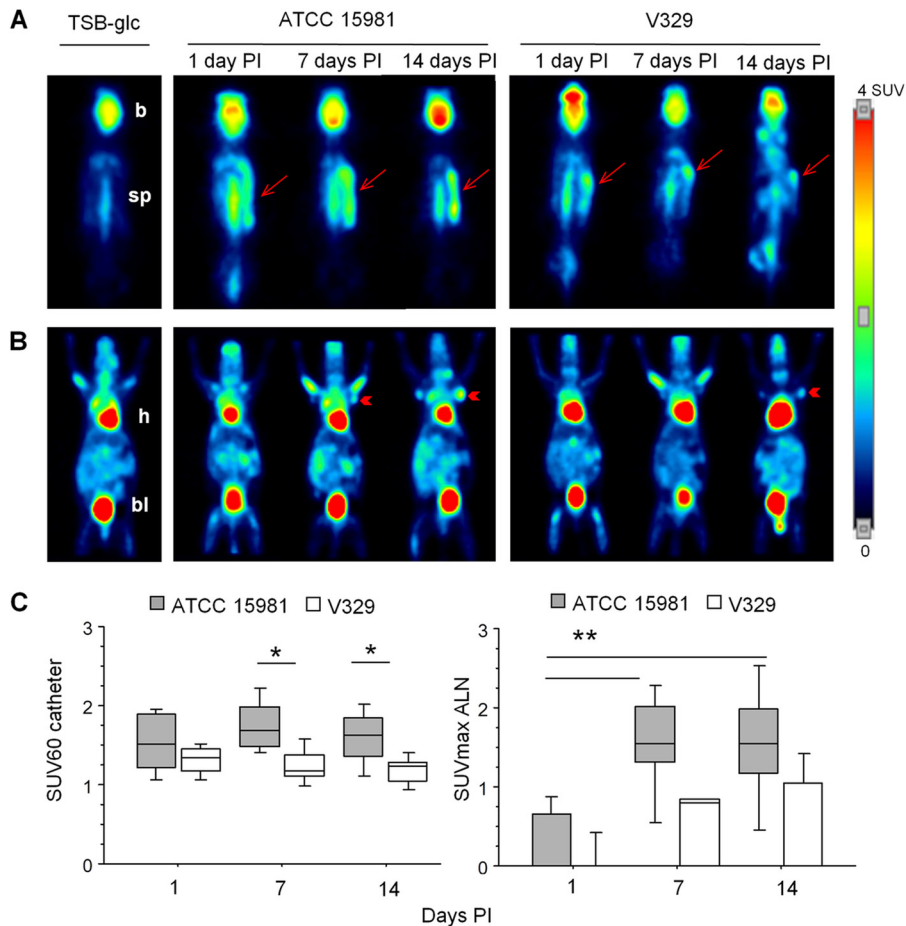 A
TSB-glc
ATCC 15981
V329
1 day PI
7 days PI
14 days PI
1 day PI
7 days PI
14 days PI
4 SUV
b
sp
B
h
bl
0
C
ATCC 15981
V329
ATCC 15981
V329
SUV60 catheter
3
2
1
0
*
*
1
7
14
SUVmax ALN
3
2
1
0
**
1
7
14
Days PI